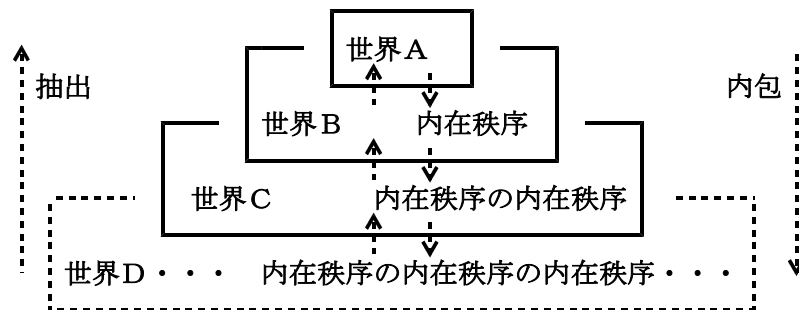 世界A
抽出
内包
世界B 内在秩序
世界C 内在秩序の内在秩序
世界D・・・ 内在秩序の内在秩序の内在秩序・・・